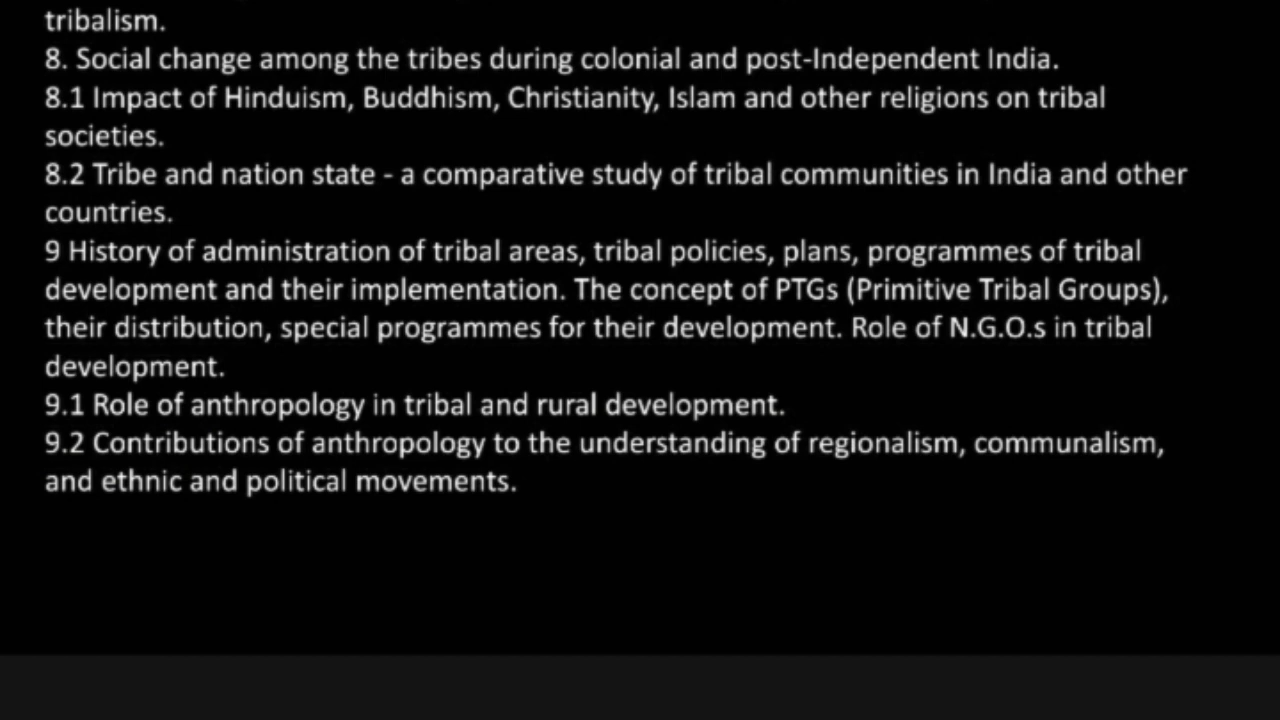 tribalism.
8. Social change among the tribes during colonial and post-Independent India.
8.1 Impact of Hinduism, Buddhism, Christianity, Islam and other religions on tribal
societies.
8.2 Tribe and nation state - a comparative study of tribal communities in India and other
countries.
9 History of administration of tribal areas, tribal policies, plans, programmes of tribal
development and their implementation. The concept of PTGs (Primitive Tribal Groups),
their distribution, special programmes for their development. Role of N.G.O.s in tribal
development.
9.1 Role of anthropology in tribal and rural development.
9.2 Contributions of anthropology to the understanding of regionalism, communalism,
and ethnic and political movements.